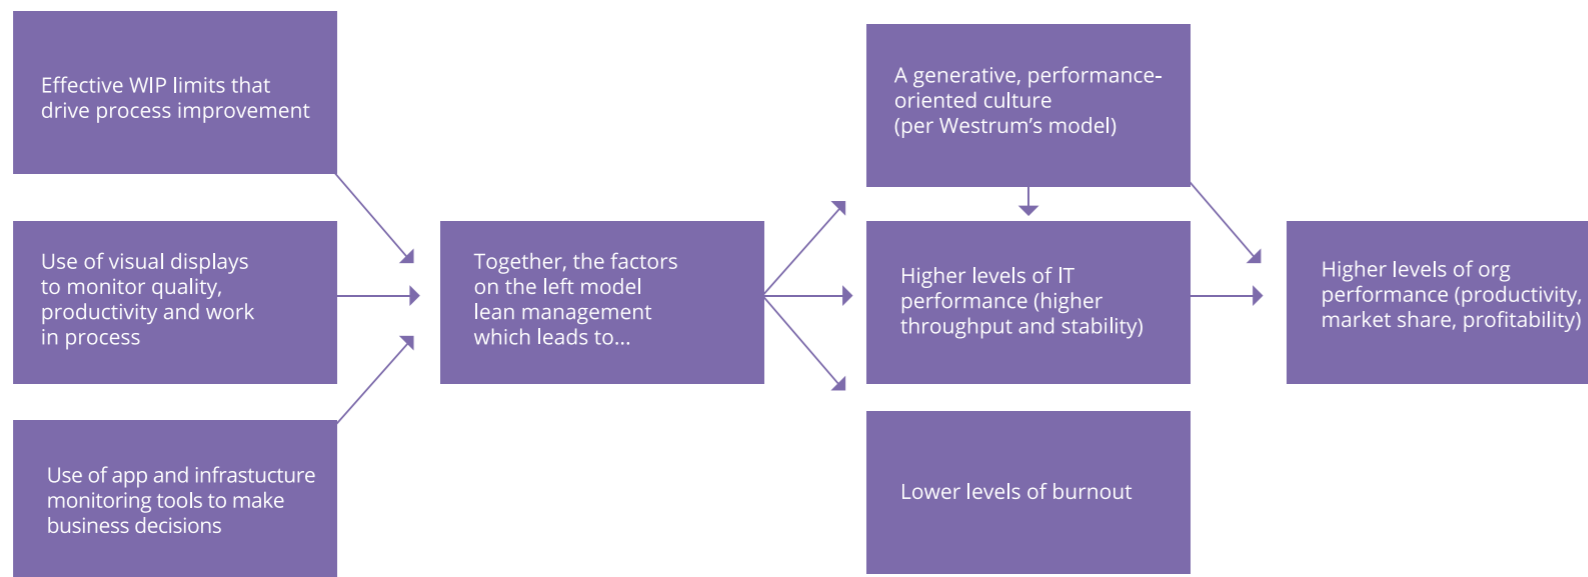 Effective WIP limits that
drive process improvement
Use of visual displays
to monitor quality,
productivity and work
in process
Use of app and infrastucture
monitoring tools to make
business decisions
Together, the factors
on the left model
lean management
which leads to...
A generative, performance-
oriented culture
(per Westrum’s model)
Higher levels of IT
performance (higher
throughput and stability)
Lower levels of burnout
Higher levels of org
performance (productivity,
market share, profitability)